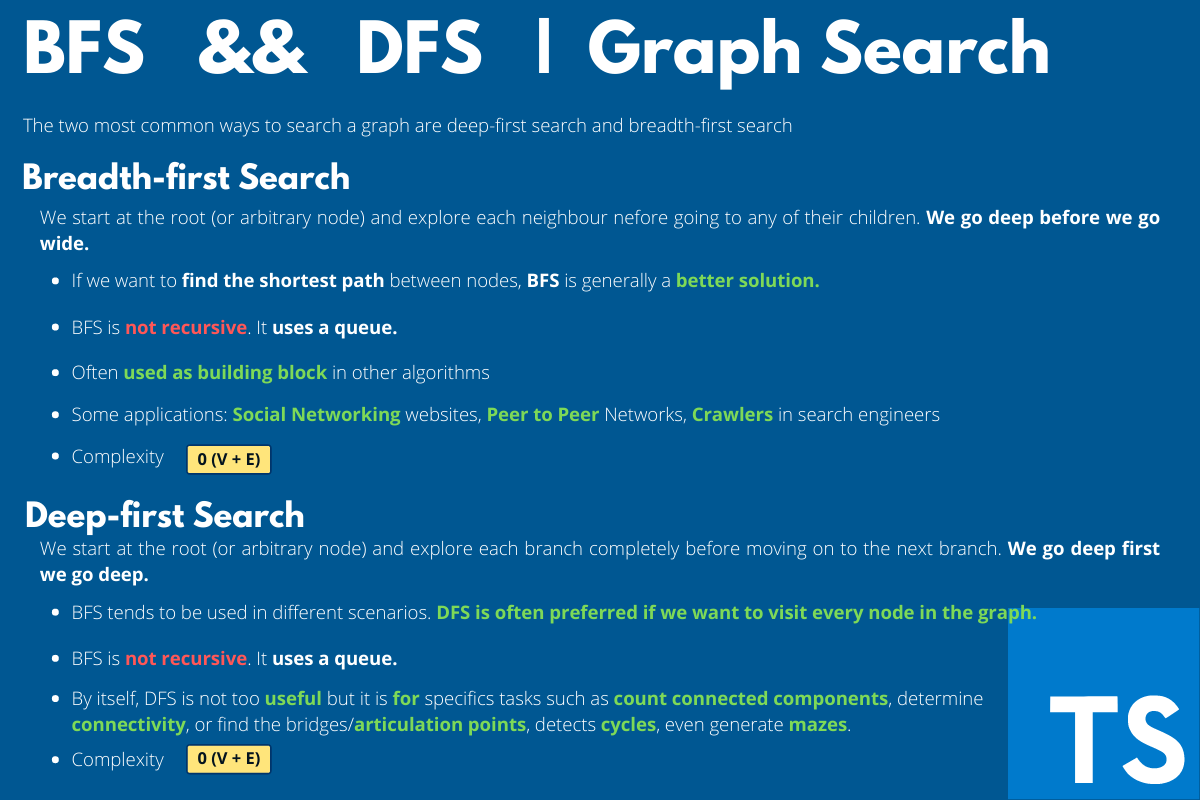 BFS && DFS | Graph Search
The two most common ways to search a graph are deep-first search and breadth-first search
Breadth-first Search
We start at the root (or arbitrary node) and explore each neighbour nefore going to any of their children. We go deep before we go
wide.
• If we want to find the shortest path between nodes, BFS is generally a better solution.
• BFS is not recursive. It uses a queue.
• Often used as building block in other algorithms
• Some applications: Social Networking websites, Peer to Peer Networks, Crawlers in search engines
• Complexity 0 (V + E)
Deep-first Search
We start at the root (or arbitrary node) and explore each branch completely before moving on to the next branch. We go deep first
we go deep.
• BFS tends to be used in different scenarios. DFS is often preferred if we want to visit every node in the graph.
• BFS is not recursive. It uses a queue.
• By itself, DFS is not too useful but it is for specifics tasks such as count connected components, determine
connectivity, or find the bridges/articulation points, detects cycles, even generate mazes.
• Complexity 0 (V + E)
TS